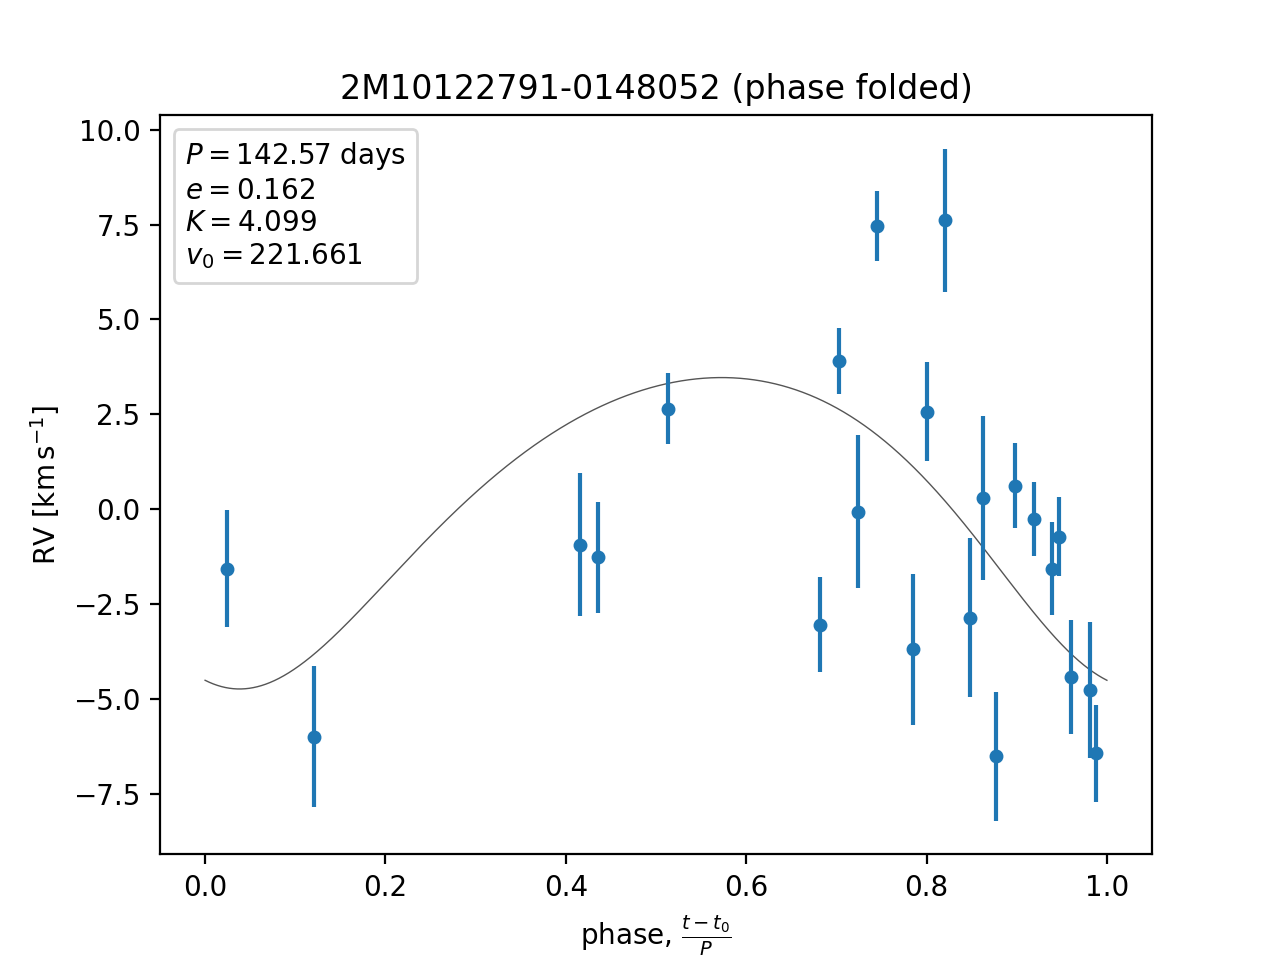 2M10122791-0148052 (phase folded)
P = 142.57 days
e = 0.162
K = 4.099
v₀ = 221.661
10.0
7.5
5.0
2.5
0.0
−2.5
−5.0
−7.5
RV [km s⁻¹]
0.0 0.2 0.4 0.6 0.8 1.0
phase, (t − t₀)/P